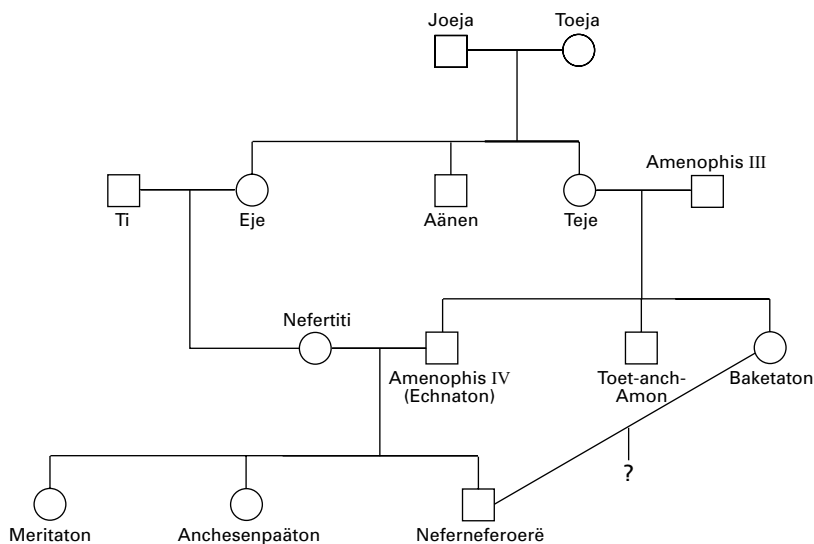 Joeja
Toeja
Amenophis III
Ti
Eje
Aänen
Teje
Nefertiti
Amenophis IV
(Echnaton)
Toet-anch-
Amon
Baketaton
?
Meritaton
Anchesenpaäton
Neferneferoerë